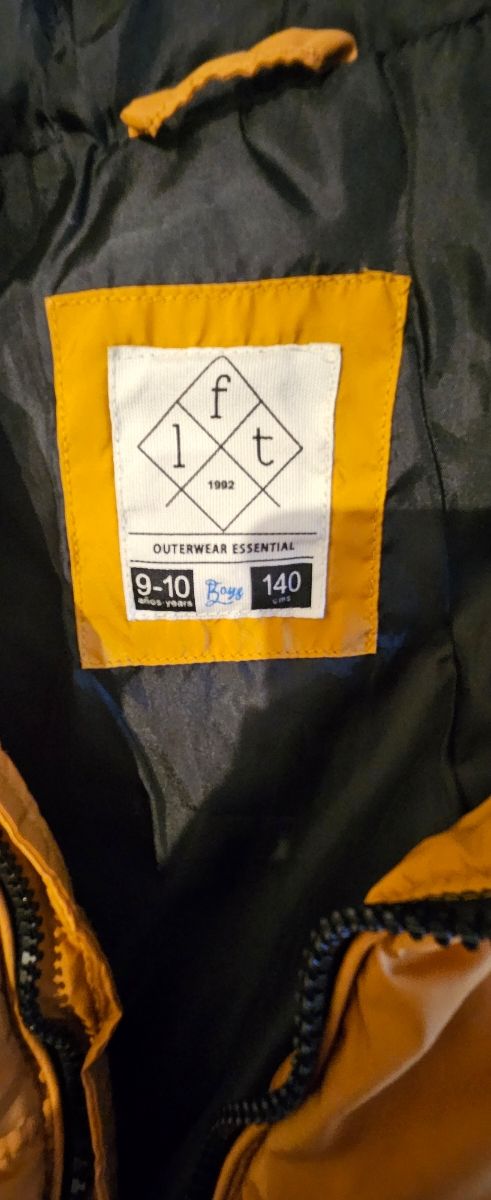 f
l t
1992
OUTERWEAR ESSENTIAL
9-10 Boys 140
años-years cms